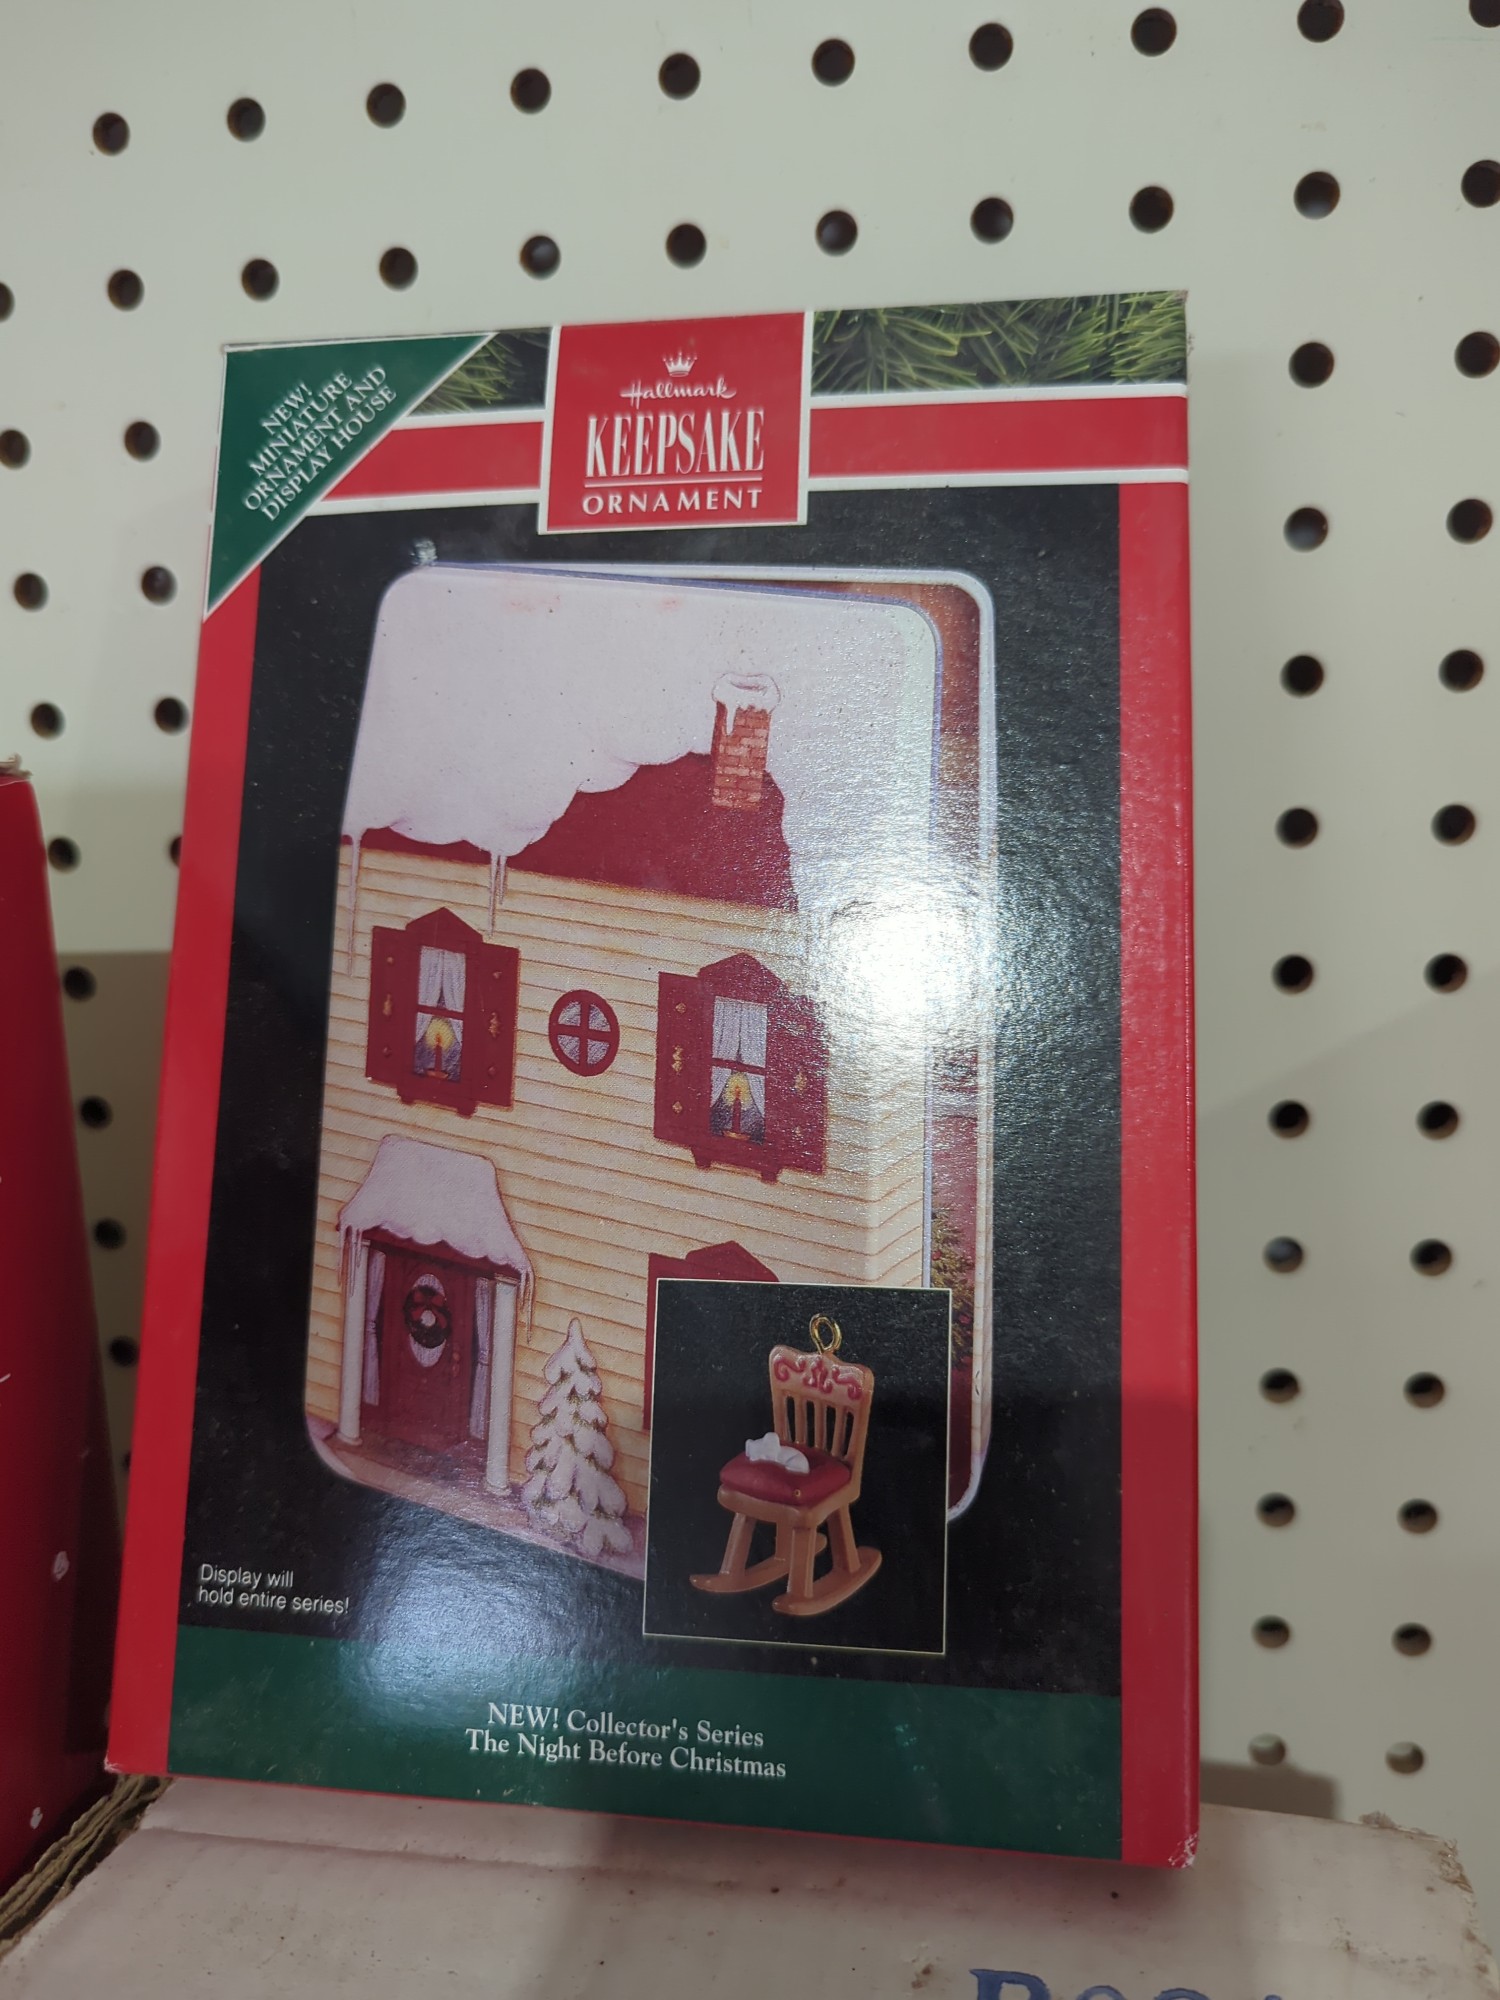 NEW!
MINIATURE
ORNAMENT AND
DISPLAY HOUSE
Hallmark
KEEPSAKE
ORNAMENT
Display will
hold entire series!
NEW! Collector's Series
The Night Before Christmas